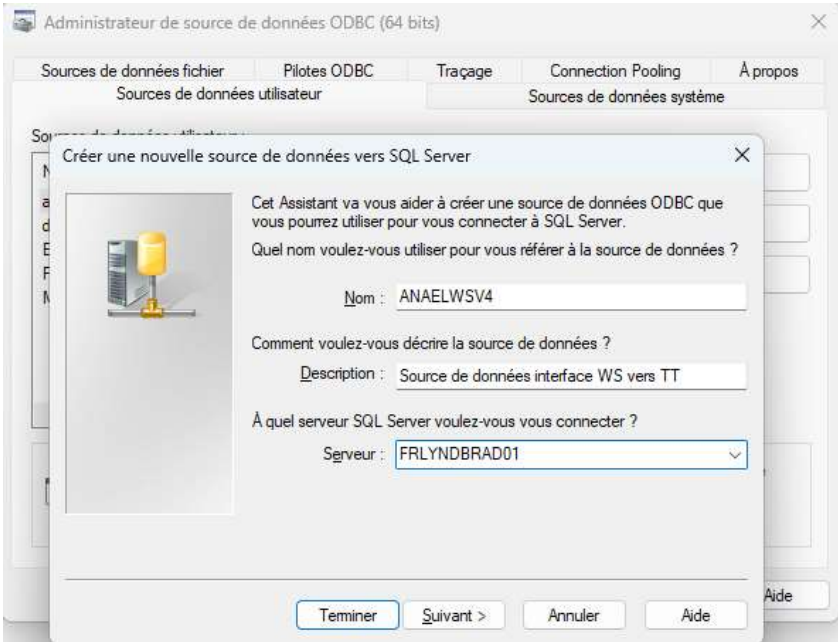 Administrateur de source de données ODBC (64 bits)
Sources de données fichier
Pilotes ODBC
Traçage
Connection Pooling
À propos
Sources de données utilisateur
Sources de données système
Créer une nouvelle source de données vers SQL Server
Cet Assistant va vous aider à créer une source de données ODBC que
vous pourrez utiliser pour vous connecter à SQL Server.
Quel nom voulez-vous utiliser pour vous référer à la source de données ?
Nom : ANAELWSV4
Comment voulez-vous décrire la source de données ?
Description : Source de données interface WS vers TT
À quel serveur SQL Server voulez-vous vous connecter ?
Serveur : FRLYNDBRAD01
Terminer
Suivant >
Annuler
Aide
Aide